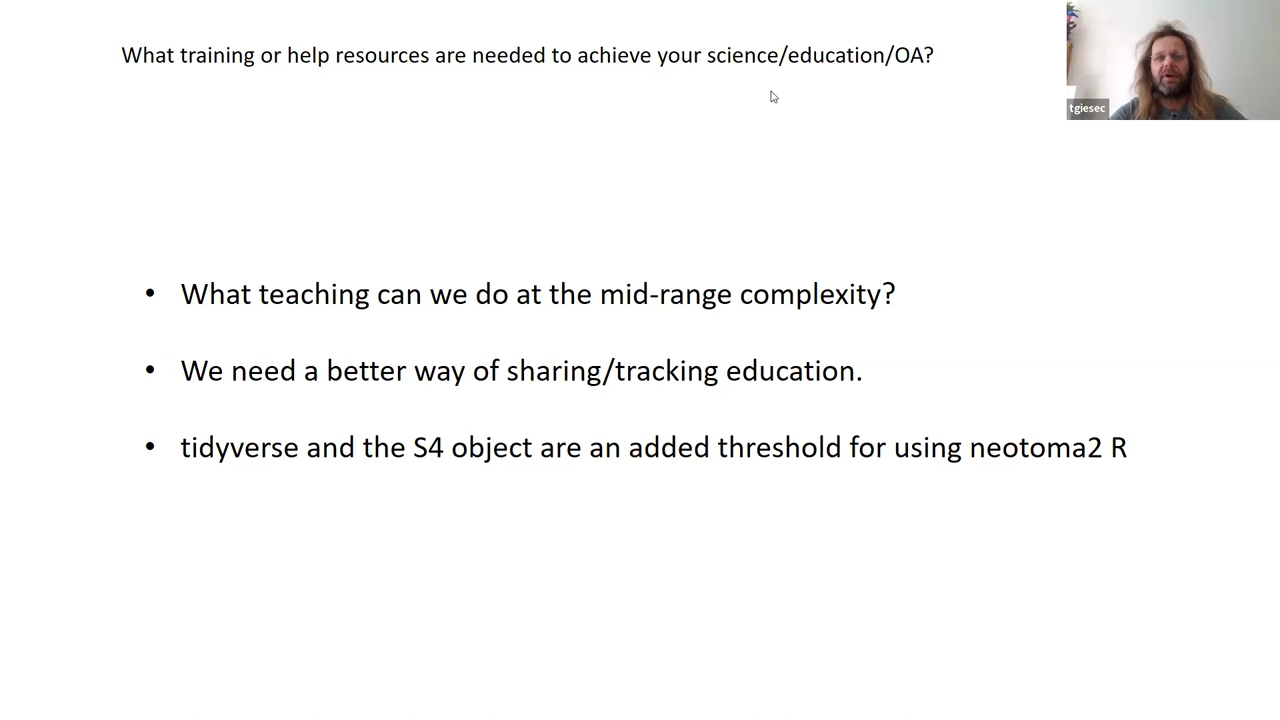 What training or help resources are needed to achieve your science/education/OA?
tgiesec
• What teaching can we do at the mid-range complexity?
• We need a better way of sharing/tracking education.
• tidyverse and the S4 object are an added threshold for using neotoma2 R